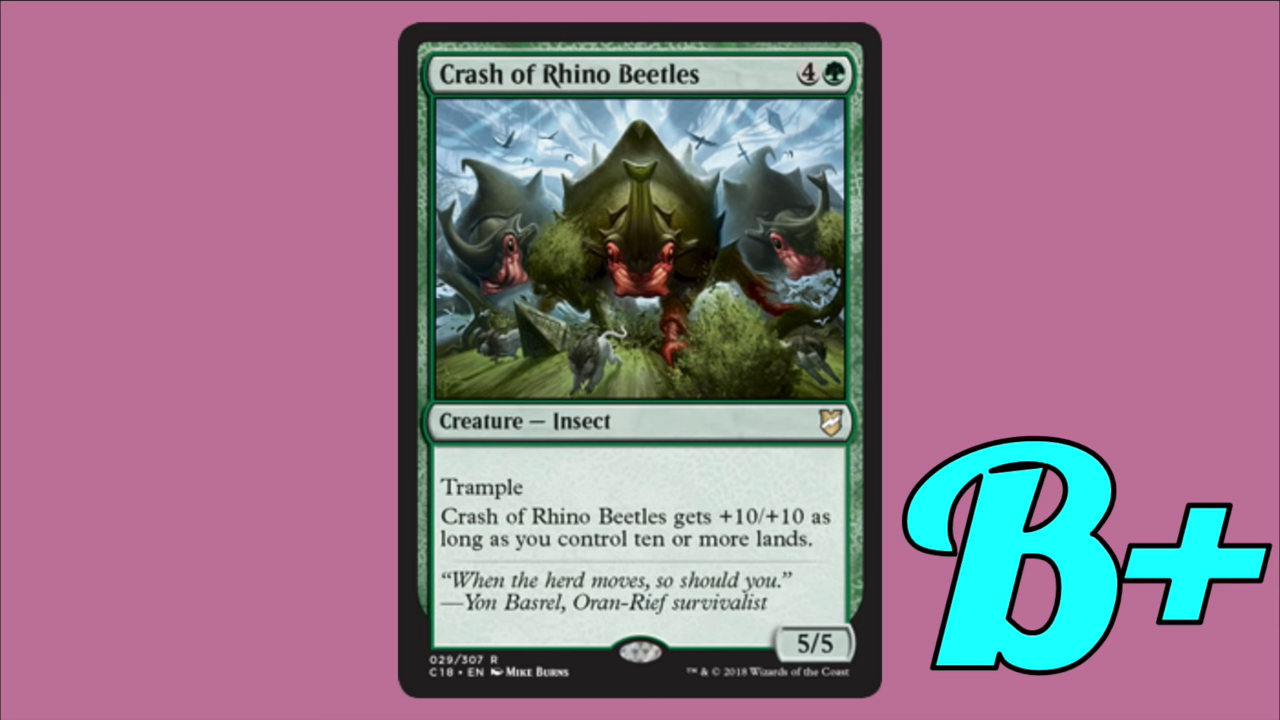 Crash of Rhino Beetles 4
Creature — Insect
Trample
Crash of Rhino Beetles gets +10/+10 as
long as you control ten or more lands.
“When the herd moves, so should you.”
—Yon Basrel, Oran-Rief survivalist
5/5
029/307 R
C18 • EN MIKE BURNS
™ & © 2018 Wizards of the Coast
B+